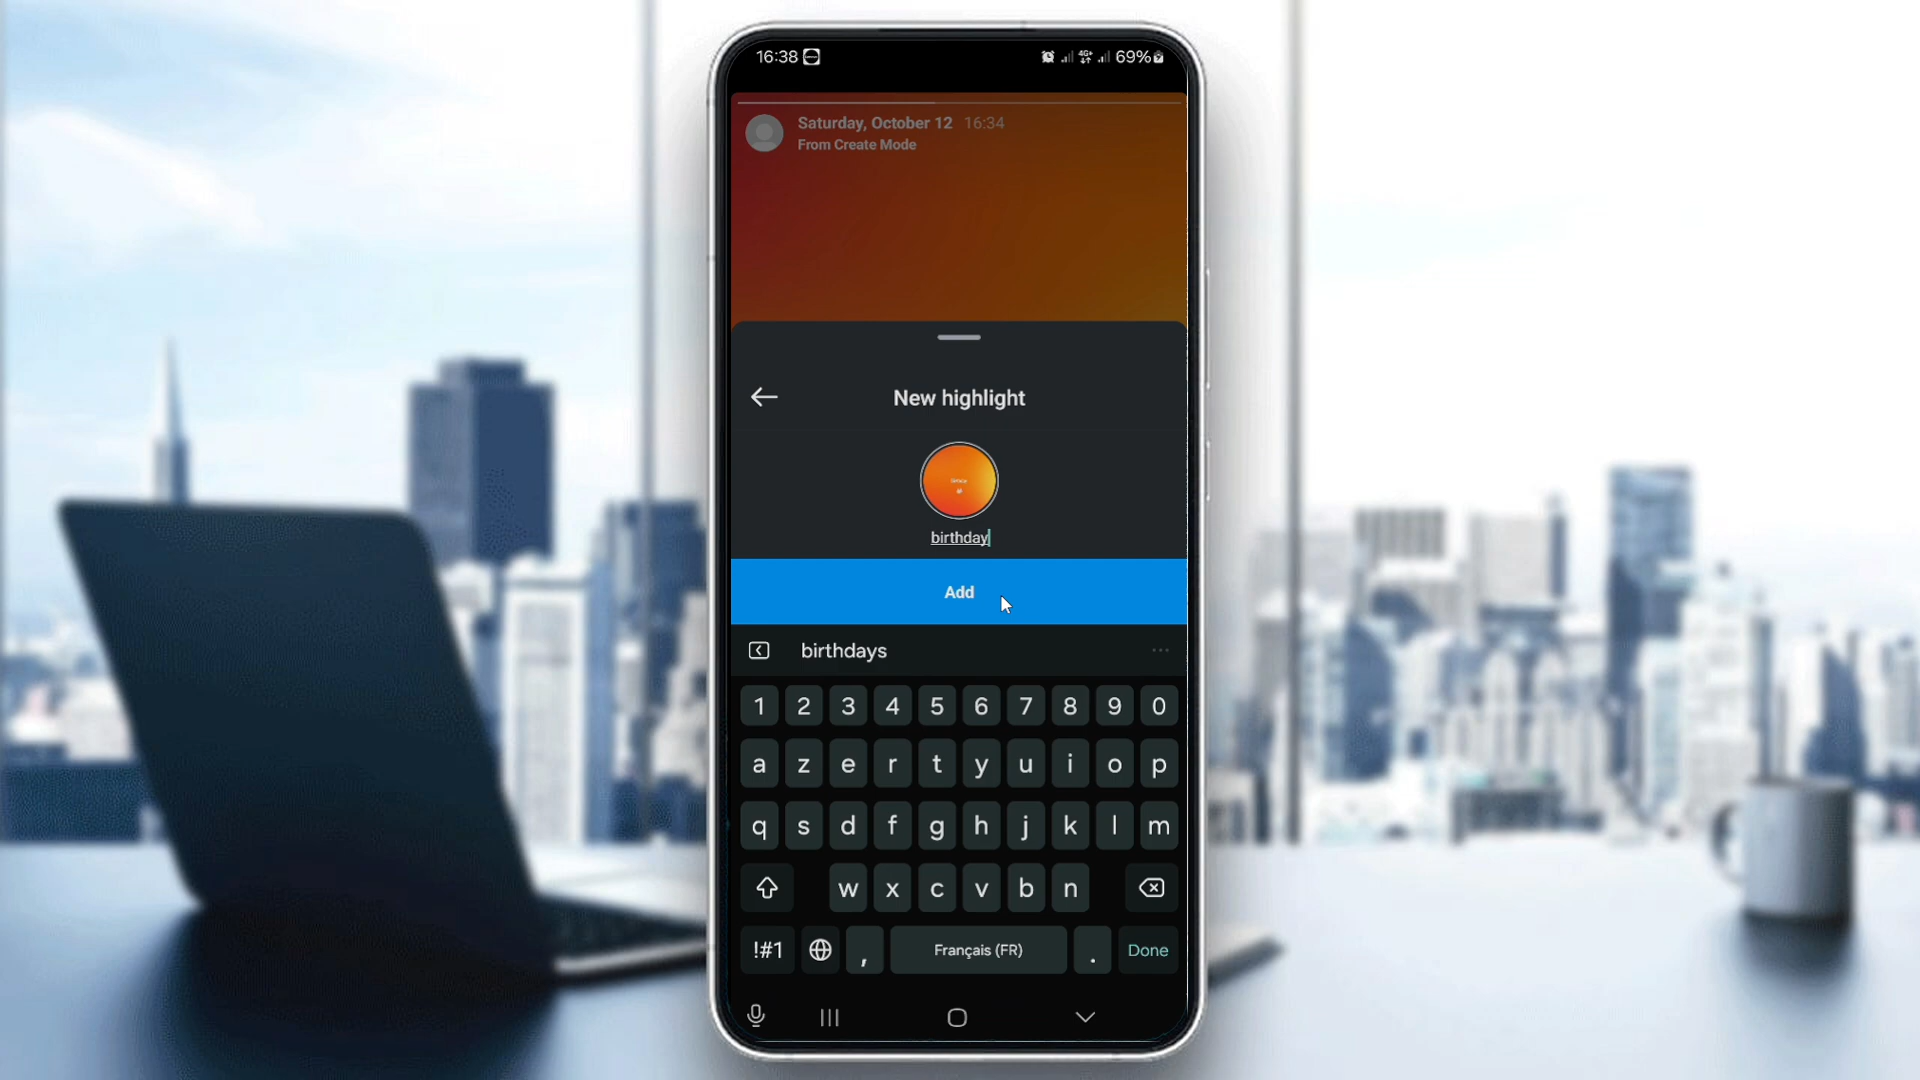 16:38 4G+ 69%
Saturday, October 12 16:34
From Create Mode
New highlight
birthday
Add
birthdays ...
1 2 3 4 5 6 7 8 9 0
a z e r t y u i o p
q s d f g h j k l m
w x c v b n
!#1 , Français (FR) . Done